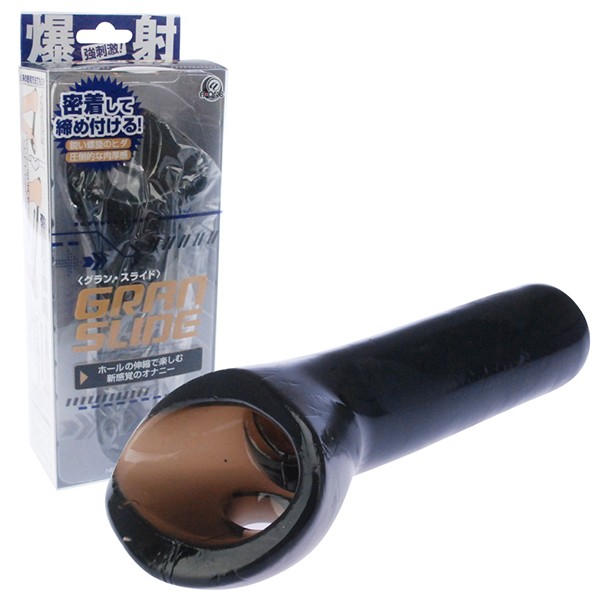 爆射
強刺激!
密着して
締め付ける!
鋭い螺旋のヒダ
圧倒的な肉厚感
〈グラン・スライド〉
GRAN
SLIDE
ホールの伸縮で楽しむ
新感覚のオナニー